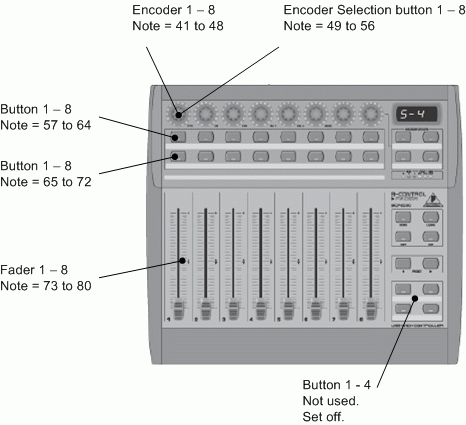 Encoder 1 – 8
Note = 41 to 48
Encoder Selection button 1 – 8
Note = 49 to 56
Button 1 – 8
Note = 57 to 64
Button 1 – 8
Note = 65 to 72
Fader 1 – 8
Note = 73 to 80
S-4
B-CONTROL
PRESET
1 2 3 4 5 6 7 8
Button 1 - 4
Not used.
Set off.